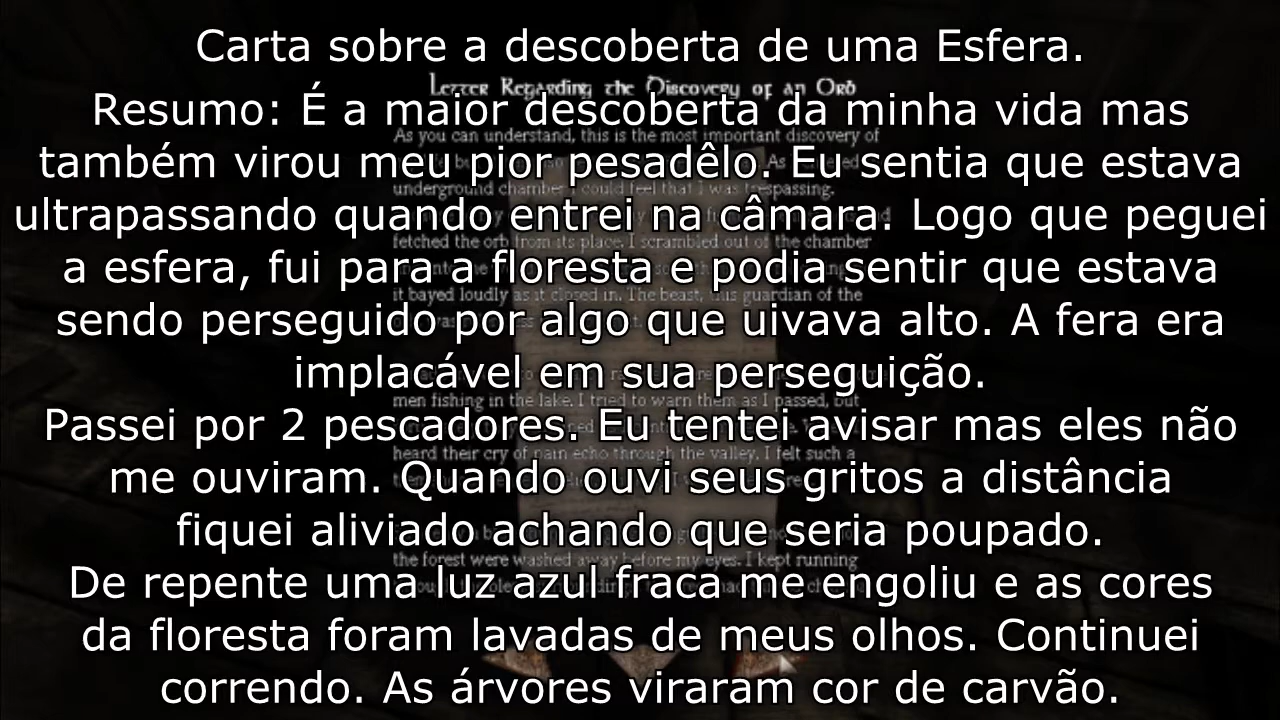 Carta sobre a descoberta de uma Esfera.
Letter Regarding the Discovery of an Orb
Resumo: É a maior descoberta da minha vida mas
As you can understand, this is the most important discovery of
também virou meu pior pesadêlo. Eu sentia que estava
underground chamber I could feel that I was trespassing.
ultrapassando quando entrei na câmara. Logo que peguei
fetched the orb from its place. I scrambled out of the chamber
a esfera, fui para a floresta e podia sentir que estava
it bayed loudly as it closed in. The beast, this guardian of the
sendo perseguido por algo que uivava alto. A fera era
implacável em sua perseguição.
men fishing in the lake. I tried to warn them as I passed, but
Passei por 2 pescadores. Eu tentei avisar mas eles não
heard their cry of pain echo through the valley. I felt such a
me ouviram. Quando ouvi seus gritos a distância
fiquei aliviado achando que seria poupado.
the forest were washed away before my eyes. I kept running
De repente uma luz azul fraca me engoliu e as cores
da floresta foram lavadas de meus olhos. Continuei
correndo. As árvores viraram cor de carvão.